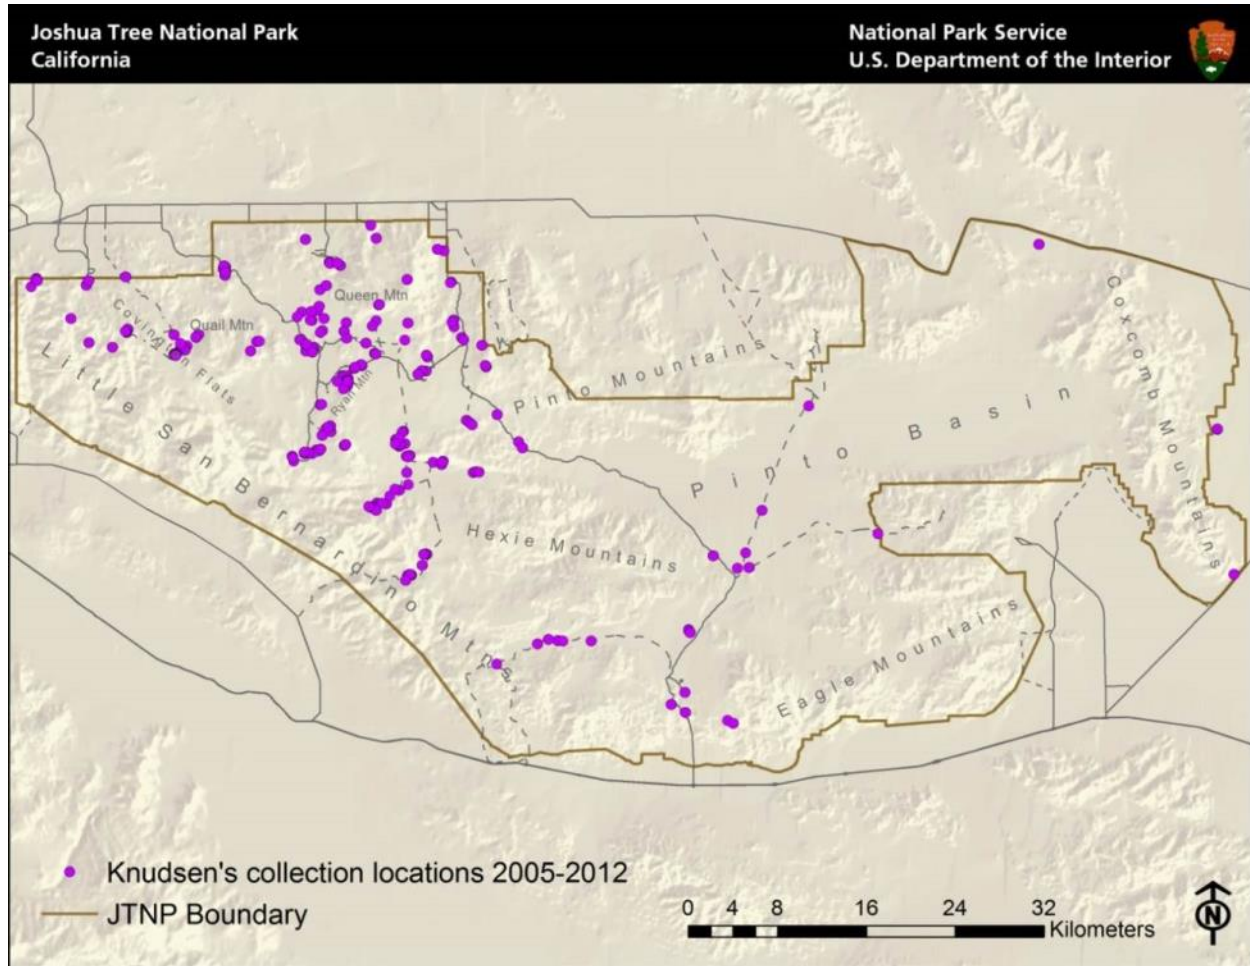 Joshua Tree National Park
California
National Park Service
U.S. Department of the Interior
Queen Mtn
Quail Mtn
Covington Flats
Ryan Mtn
Little San Bernardino Mtns
Pinto Mountains
Pinto Basin
Coxcomb Mountains
Hexie Mountains
Eagle Mountains
Knudsen's collection locations 2005-2012
JTNP Boundary
0 4 8 16 24 32
Kilometers
N